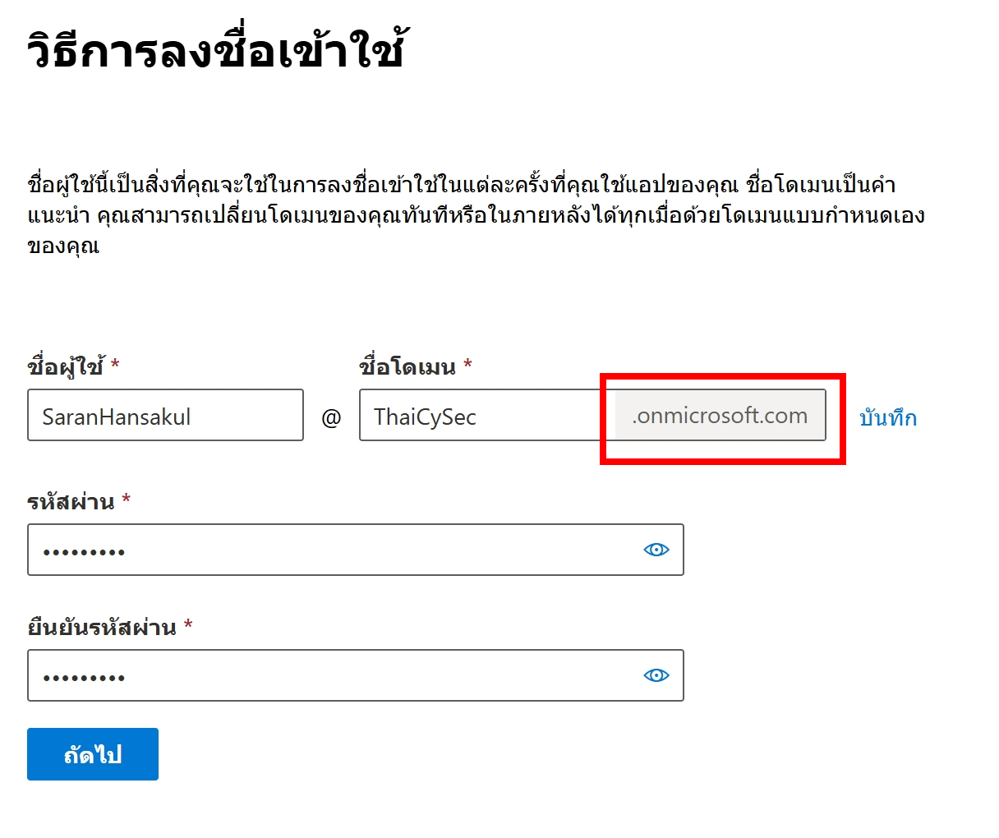 วิธีการลงชื่อเข้าใช้
ชื่อผู้ใช้นี้เป็นสิ่งที่คุณจะใช้ในการลงชื่อเข้าใช้ในแต่ละครั้งที่คุณใช้แอปของคุณ ชื่อโดเมนเป็นคำ
แนะนำ คุณสามารถเปลี่ยนโดเมนของคุณทันทีหรือในภายหลังได้ทุกเมื่อด้วยโดเมนแบบกำหนดเอง
ของคุณ
ชื่อผู้ใช้ * ชื่อโดเมน *
SaranHansakul @ ThaiCySec .onmicrosoft.com บันทึก
รหัสผ่าน *
•••••••••
ยืนยันรหัสผ่าน *
•••••••••
ถัดไป